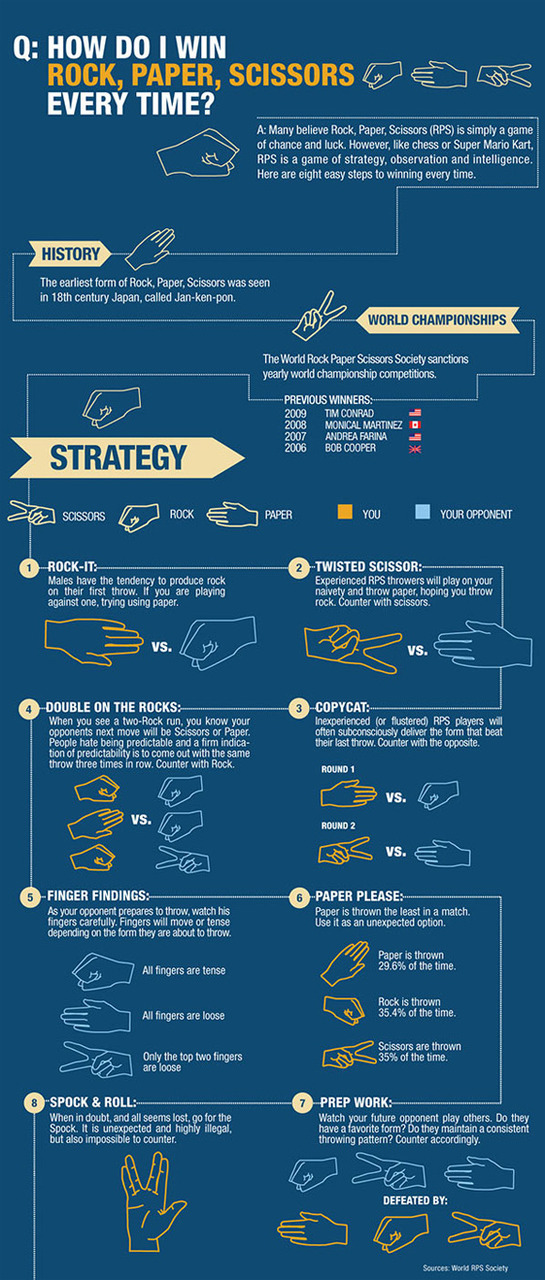 Q: HOW DO I WIN
ROCK, PAPER, SCISSORS
EVERY TIME?
A: Many believe Rock, Paper, Scissors (RPS) is simply a game
of chance and luck. However, like chess or Super Mario Kart,
RPS is a game of strategy, observation and intelligence.
Here are eight easy steps to winning every time.
HISTORY
The earliest form of Rock, Paper, Scissors was seen
in 18th century Japan, called Jan-ken-pon.
WORLD CHAMPIONSHIPS
The World Rock Paper Scissors Society sanctions
yearly world championship competitions.
PREVIOUS WINNERS:
2009 TIM CONRAD
2008 MONICAL MARTINEZ
2007 ANDREA FARINA
2006 BOB COOPER
STRATEGY
SCISSORS
ROCK
PAPER
YOU
YOUR OPPONENT
1 ROCK-IT:
Males have the tendency to produce rock
on their first throw. If you are playing
against one, trying using paper.
vs.
2 TWISTED SCISSOR:
Experienced RPS throwers will play on your
naivety and throw paper, hoping you throw
rock. Counter with scissors.
vs.
4 DOUBLE ON THE ROCKS:
When you see a two-Rock run, you know your
opponents next move will be Scissors or Paper.
People hate being predictable and a firm indica-
tion of predictability is to come out with the same
throw three times in row. Counter with Rock.
vs.
3 COPYCAT:
Inexperienced (or flustered) RPS players will
often subconsciously deliver the form that beat
their last throw. Counter with the opposite.
ROUND 1
vs.
ROUND 2
vs.
5 FINGER FINDINGS:
As your opponent prepares to throw, watch his
fingers carefully. Fingers will move or tense
depending on the form they are about to throw.
All fingers are tense
All fingers are loose
Only the top two fingers
are loose
6 PAPER PLEASE:
Paper is thrown the least in a match.
Use it as an unexpected option.
Paper is thrown
29.6% of the time.
Rock is thrown
35.4% of the time.
Scissors are thrown
35% of the time.
8 SPOCK & ROLL:
When in doubt, and all seems lost, go for the
Spock. It is unexpected and highly illegal,
but also impossible to counter.
7 PREP WORK:
Watch your future opponent play others. Do they
have a favorite form? Do they maintain a consistent
throwing pattern? Counter accordingly.
DEFEATED BY:
Sources: World RPS Society